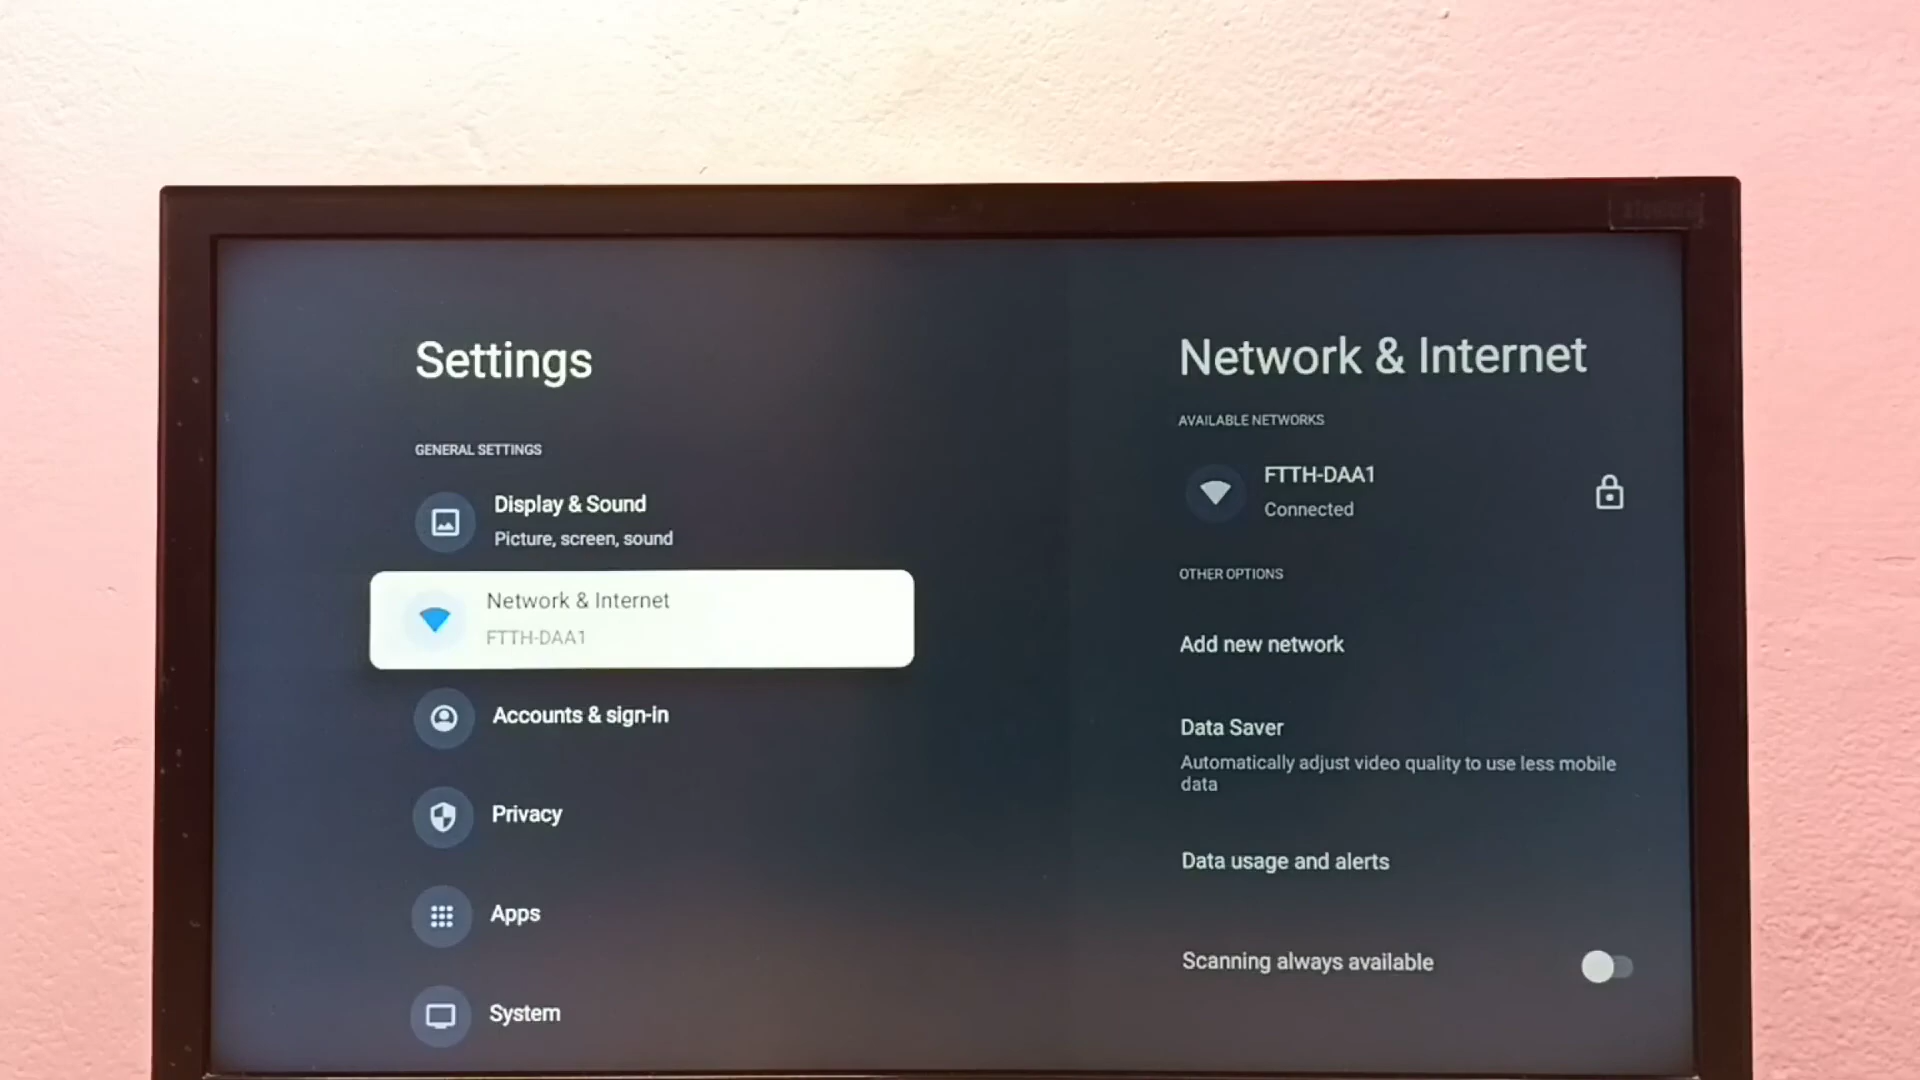 Settings
GENERAL SETTINGS
Display & Sound
Picture, screen, sound
Network & Internet
FTTH-DAA1
Accounts & sign-in
Privacy
Apps
System
Network & Internet
AVAILABLE NETWORKS
FTTH-DAA1
Connected
OTHER OPTIONS
Add new network
Data Saver
Automatically adjust video quality to use less mobile
data
Data usage and alerts
Scanning always available